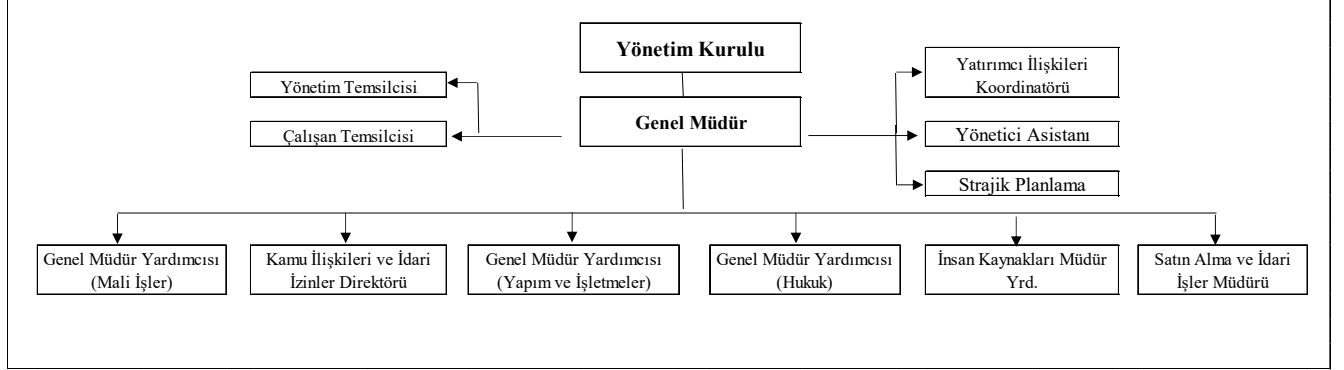 Yönetim Kurulu
Yönetim Temsilcisi
Yatırımcı İlişkileri
Koordinatörü
Genel Müdür
Çalışan Temsilcisi
Yönetici Asistanı
Strajik Planlama
Genel Müdür Yardımcısı
(Mali İşler)
Kamu İlişkileri ve İdari
İzinler Direktörü
Genel Müdür Yardımcısı
(Yapım ve İşletmeler)
Genel Müdür Yardımcısı
(Hukuk)
İnsan Kaynakları Müdür
Yrd.
Satın Alma ve İdari
İşler Müdürü